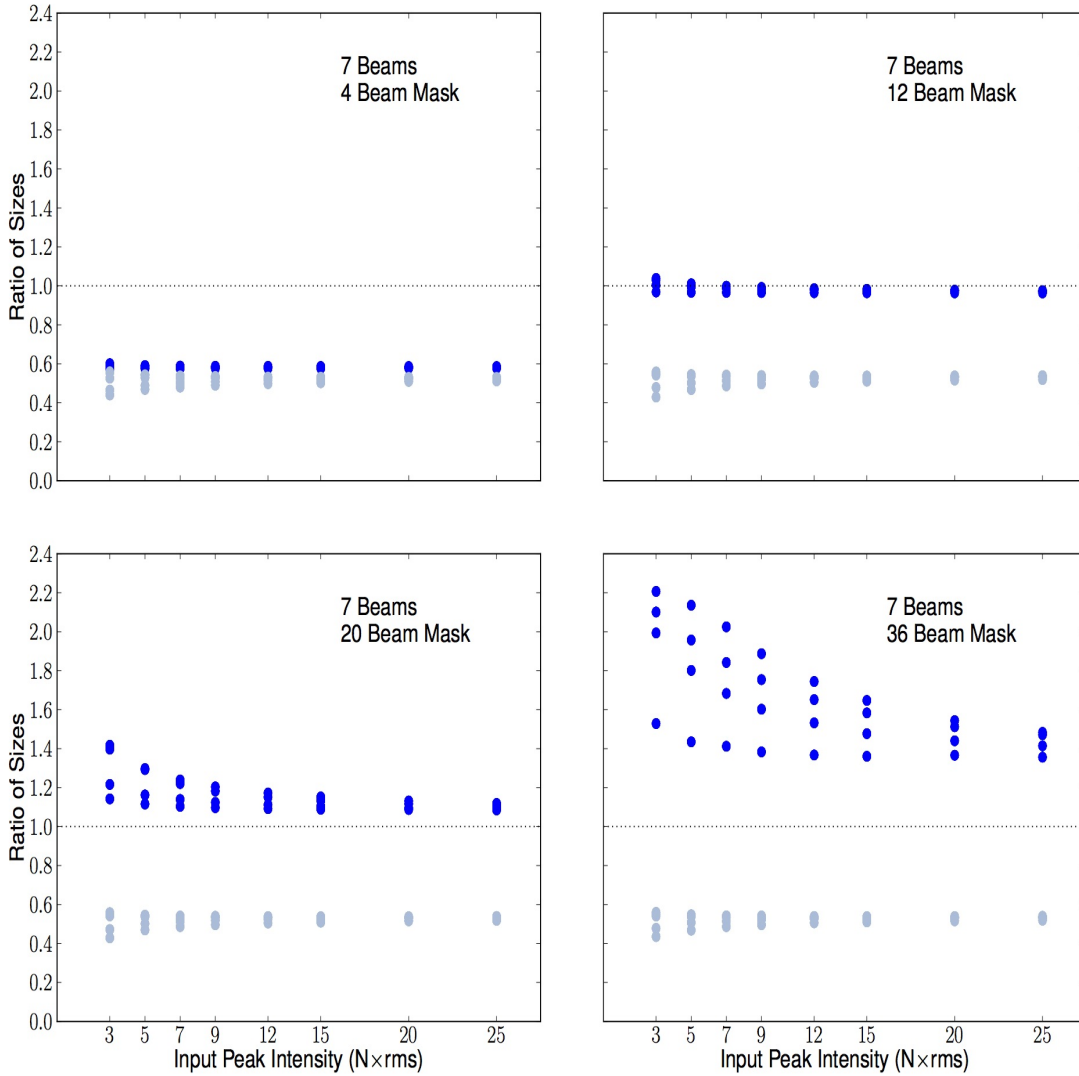 2.4
2.2
2.0
1.8
1.6
1.4
1.2
1.0
0.8
0.6
0.4
0.2
0.0
Ratio of Sizes
7 Beams
4 Beam Mask
7 Beams
12 Beam Mask
2.4
2.2
2.0
1.8
1.6
1.4
1.2
1.0
0.8
0.6
0.4
0.2
0.0
Ratio of Sizes
7 Beams
20 Beam Mask
3 5 7 9 12 15 20 25
Input Peak Intensity (N×rms)
7 Beams
36 Beam Mask
3 5 7 9 12 15 20 25
Input Peak Intensity (N×rms)